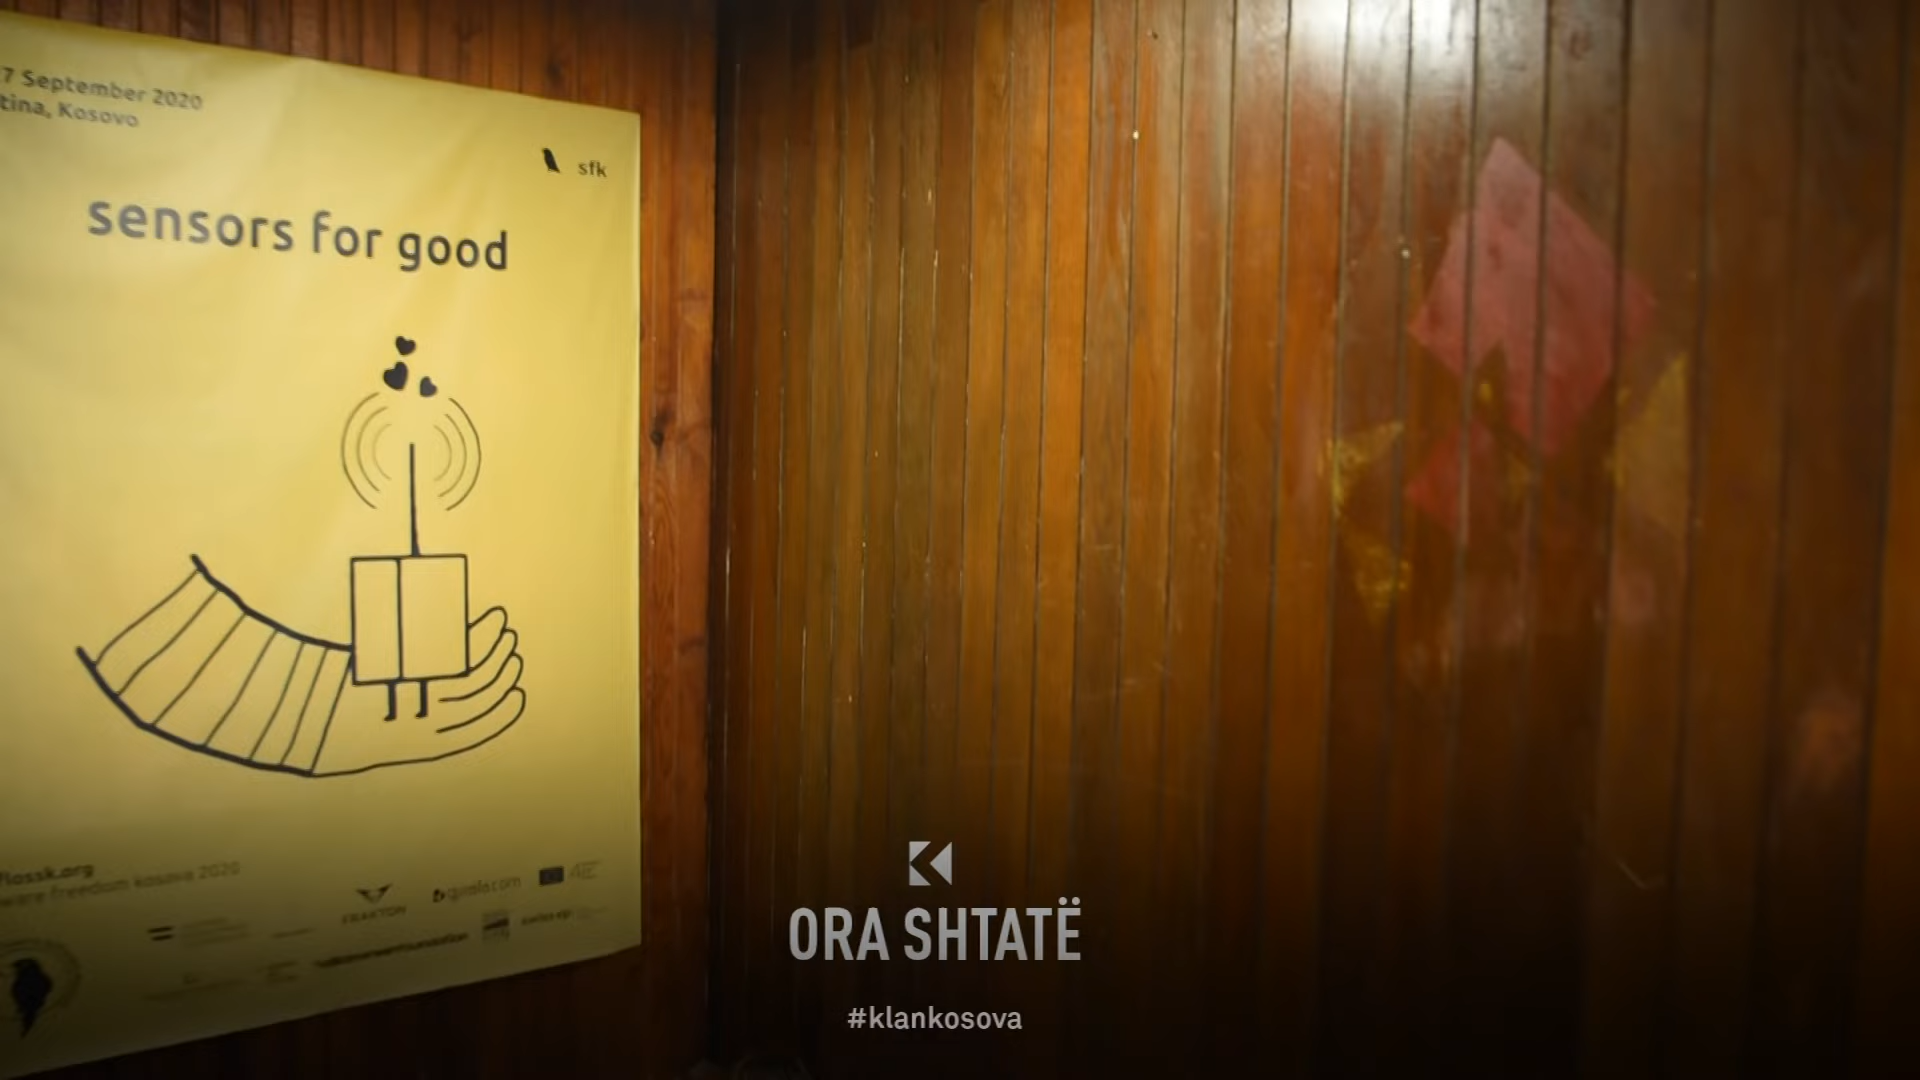 7 September 2020
tina, Kosovo
sfk
sensors for good
flossk.org
ware freedom kosova 2020
FRAKTON
ORA SHTATË
#klankosova